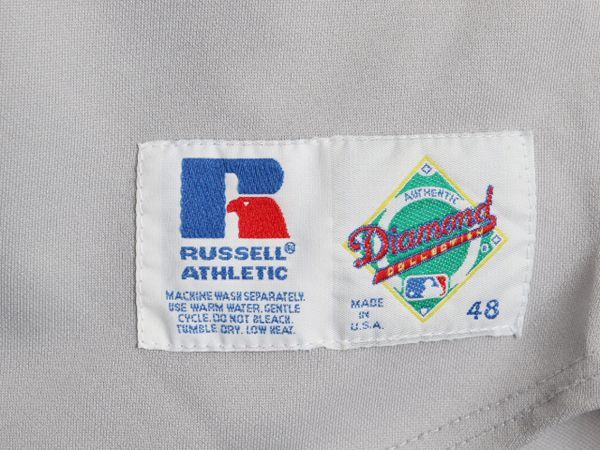 RUSSELL®
ATHLETIC
MACHINE WASH SEPARATELY.
USE WARM WATER. GENTLE
CYCLE. DO NOT BLEACH.
TUMBLE DRY. LOW HEAT.
AUTHENTIC
Diamond
COLLECTION
MADE
IN
U.S.A.
48